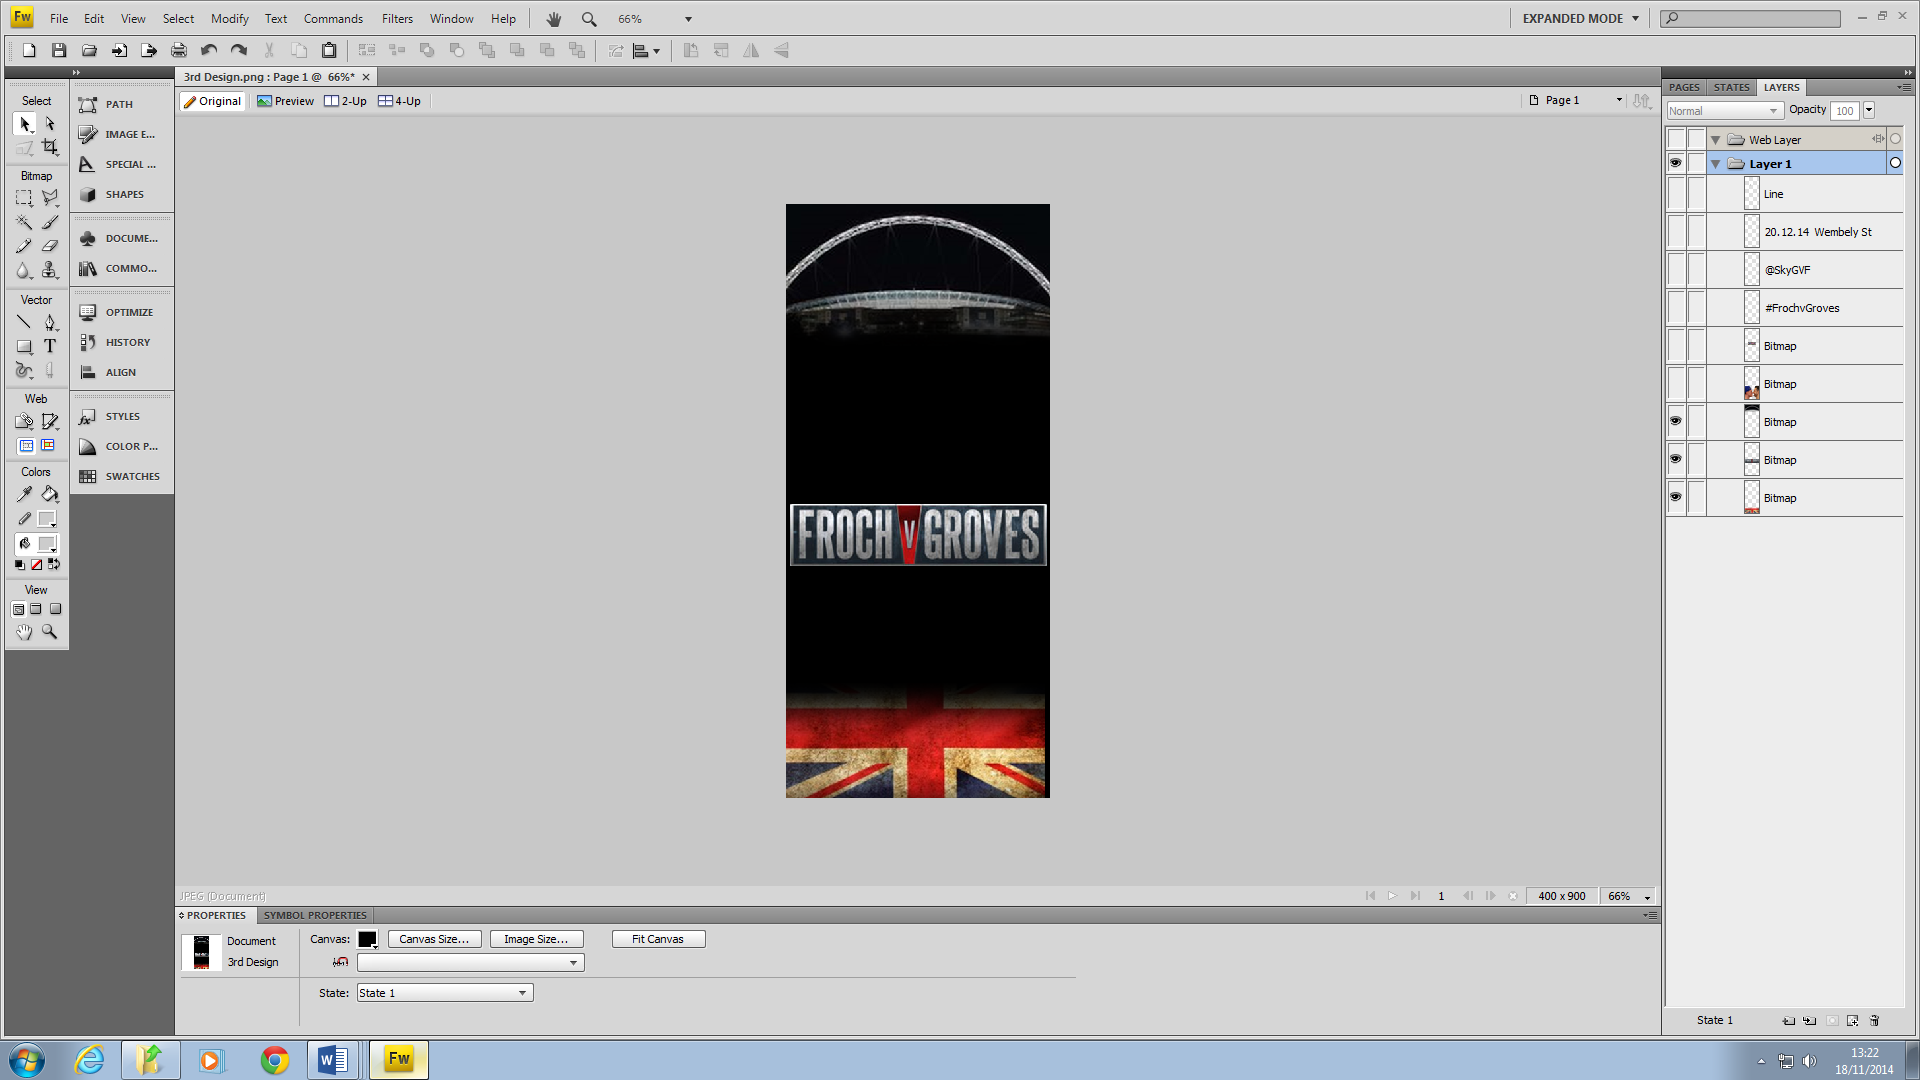 Fw File Edit View Select Modify Text Commands Filters Window Help 66% EXPANDED MODE
3rd Design.png : Page 1 @ 66%*
Original Preview 2-Up 4-Up Page 1
Select
Bitmap
Vector
T
Web
Colors
View
PATH
IMAGE E...
SPECIAL ...
SHAPES
DOCUME...
COMMO...
OPTIMIZE
HISTORY
ALIGN
STYLES
COLOR P...
SWATCHES
FROCH V GROVES
PAGES STATES LAYERS
Normal Opacity 100
Web Layer
Layer 1
Line
20.12.14 Wembely St
@SkyGVF
#FrochvGroves
Bitmap
Bitmap
Bitmap
Bitmap
Bitmap
State 1
JPEG (Document) 1 400 x 900 66%
PROPERTIES SYMBOL PROPERTIES
Document Canvas: Canvas Size... Image Size... Fit Canvas
3rd Design
State: State 1
W Fw
13:22
18/11/2014